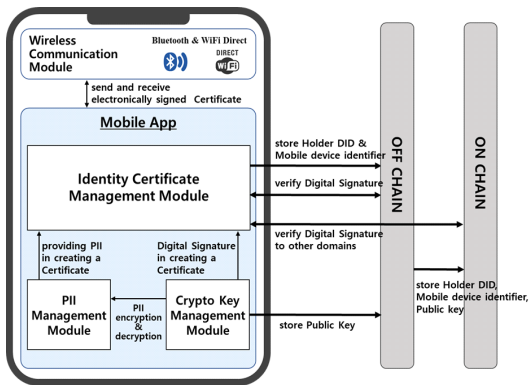 Wireless
Communication
Module
Bluetooth & WiFi Direct
DIRECT
WiFi
send and receive
electronically signed Certificate
Mobile App
Identity Certificate
Management Module
store Holder DID &
Mobile device identifier
verify Digital Signature
verify Digital Signature
to other domains
OFF CHAIN
ON CHAIN
providing PII
in creating a
Certificate
Digital Signature
in creating a
Certificate
PII
Management
Module
PII
encryption
&
decryption
Crypto Key
Management
Module
store Public Key
store Holder DID,
Mobile device identifier,
Public key